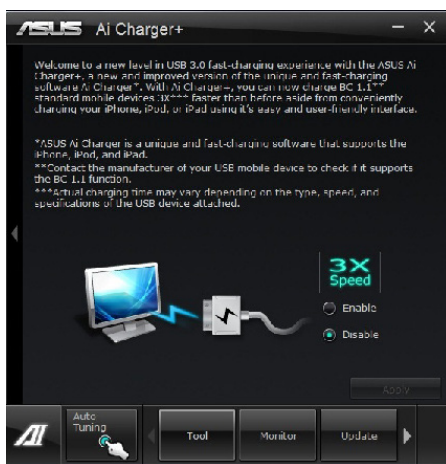 ASUS Ai Charger+
Welcome to a new level in USB 3.0 fast-charging experience with the ASUS Ai
Charger+, a new and improved version of the unique and fast-charging
software Ai Charger*. With Ai Charger+, you can now charge BC 1.1**
standard mobile devices 3X*** faster than before aside from conveniently
charging your iPhone, iPod, or iPad using it's easy and user-friendly interface.
*ASUS Ai Charger is a unique and fast-charging software that supports the
iPhone, iPod, and iPad.
**Contact the manufacturer of your USB mobile device to check if it supports
the BC 1.1 function.
***Actual charging time may vary depending on the type, speed, and
specifications of the USB device attached.
3X
Speed
Enable
Disable
Apply
AI
Auto
Tuning
Tool
Monitor
Update